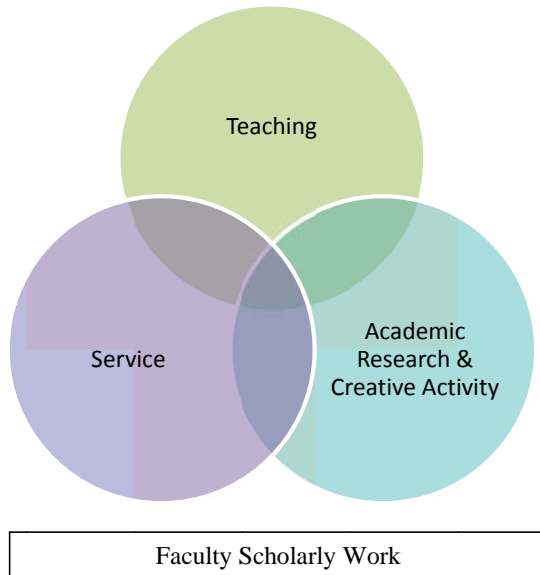 Teaching
Service
Academic
Research &
Creative Activity
Faculty Scholarly Work